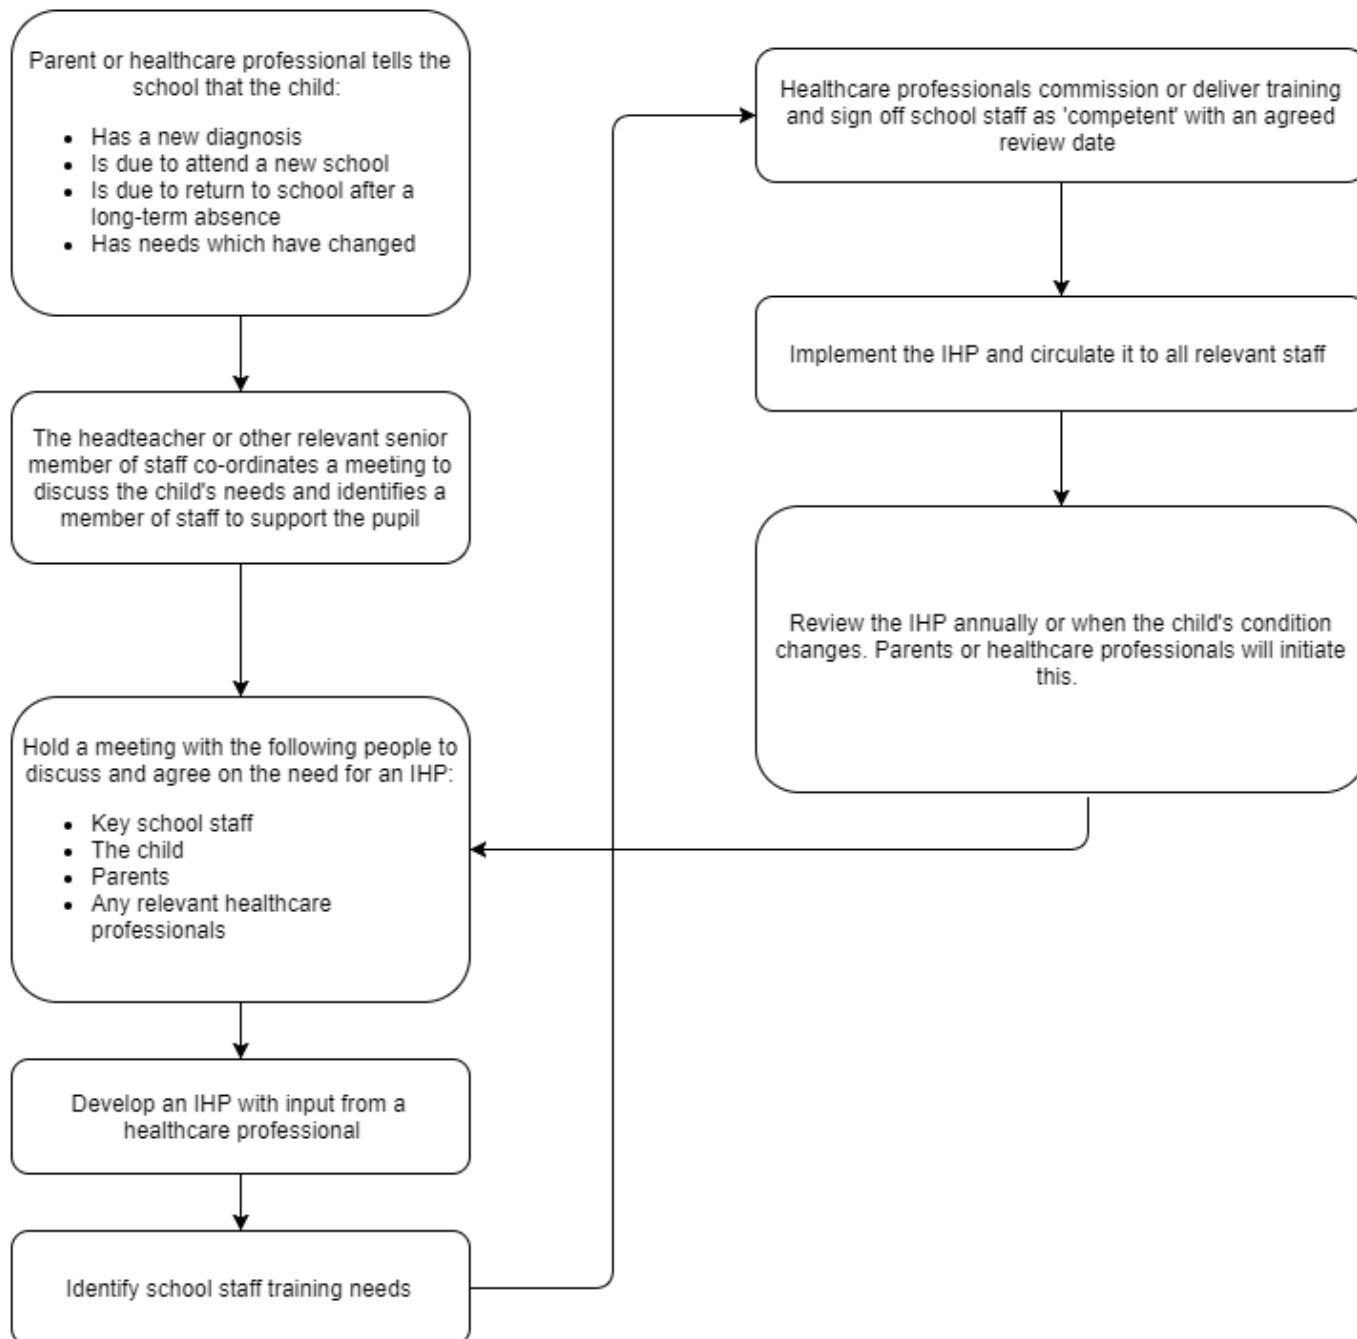 Parent or healthcare professional tells the
school that the child:
• Has a new diagnosis
• Is due to attend a new school
• Is due to return to school after a
long-term absence
• Has needs which have changed
The headteacher or other relevant senior
member of staff co-ordinates a meeting to
discuss the child's needs and identifies a
member of staff to support the pupil
Hold a meeting with the following people to
discuss and agree on the need for an IHP:
• Key school staff
• The child
• Parents
• Any relevant healthcare
professionals
Develop an IHP with input from a
healthcare professional
Identify school staff training needs
Healthcare professionals commission or deliver training
and sign off school staff as 'competent' with an agreed
review date
Implement the IHP and circulate it to all relevant staff
Review the IHP annually or when the child's condition
changes. Parents or healthcare professionals will initiate
this.